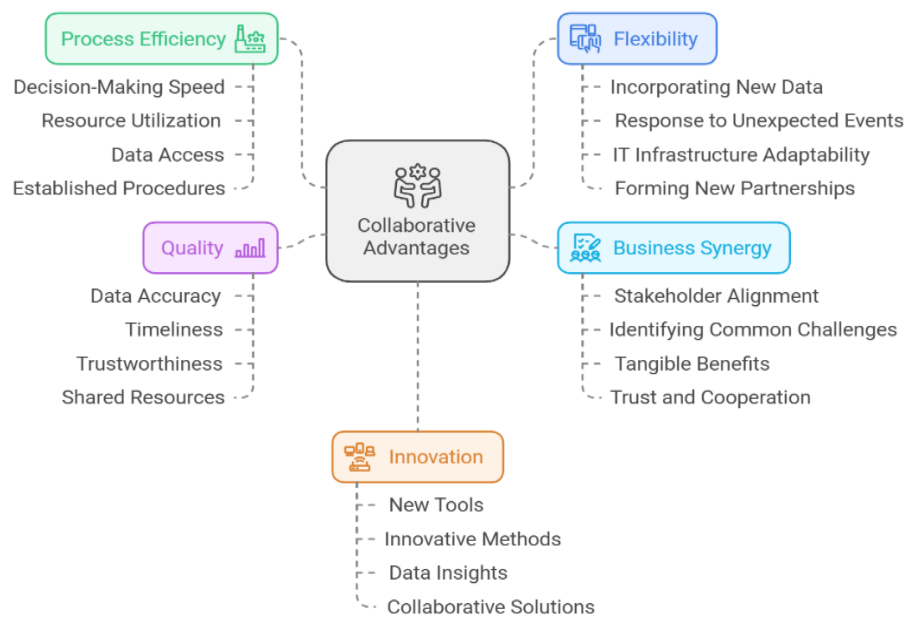 Process Efficiency
Decision-Making Speed
Resource Utilization
Data Access
Established Procedures
Quality
Data Accuracy
Timeliness
Trustworthiness
Shared Resources
Collaborative
Advantages
Flexibility
Incorporating New Data
Response to Unexpected Events
IT Infrastructure Adaptability
Forming New Partnerships
Business Synergy
Stakeholder Alignment
Identifying Common Challenges
Tangible Benefits
Trust and Cooperation
Innovation
New Tools
Innovative Methods
Data Insights
Collaborative Solutions